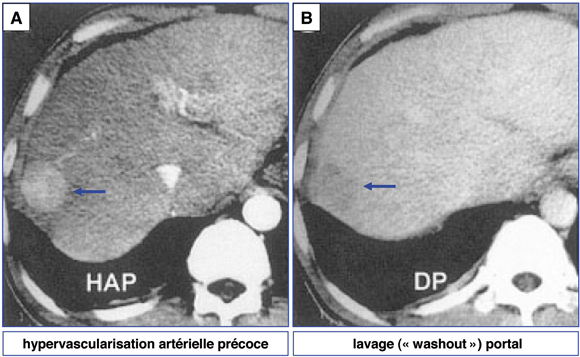 A
B
HAP
DP
hypervascularisation artérielle précoce
lavage (« washout ») portal